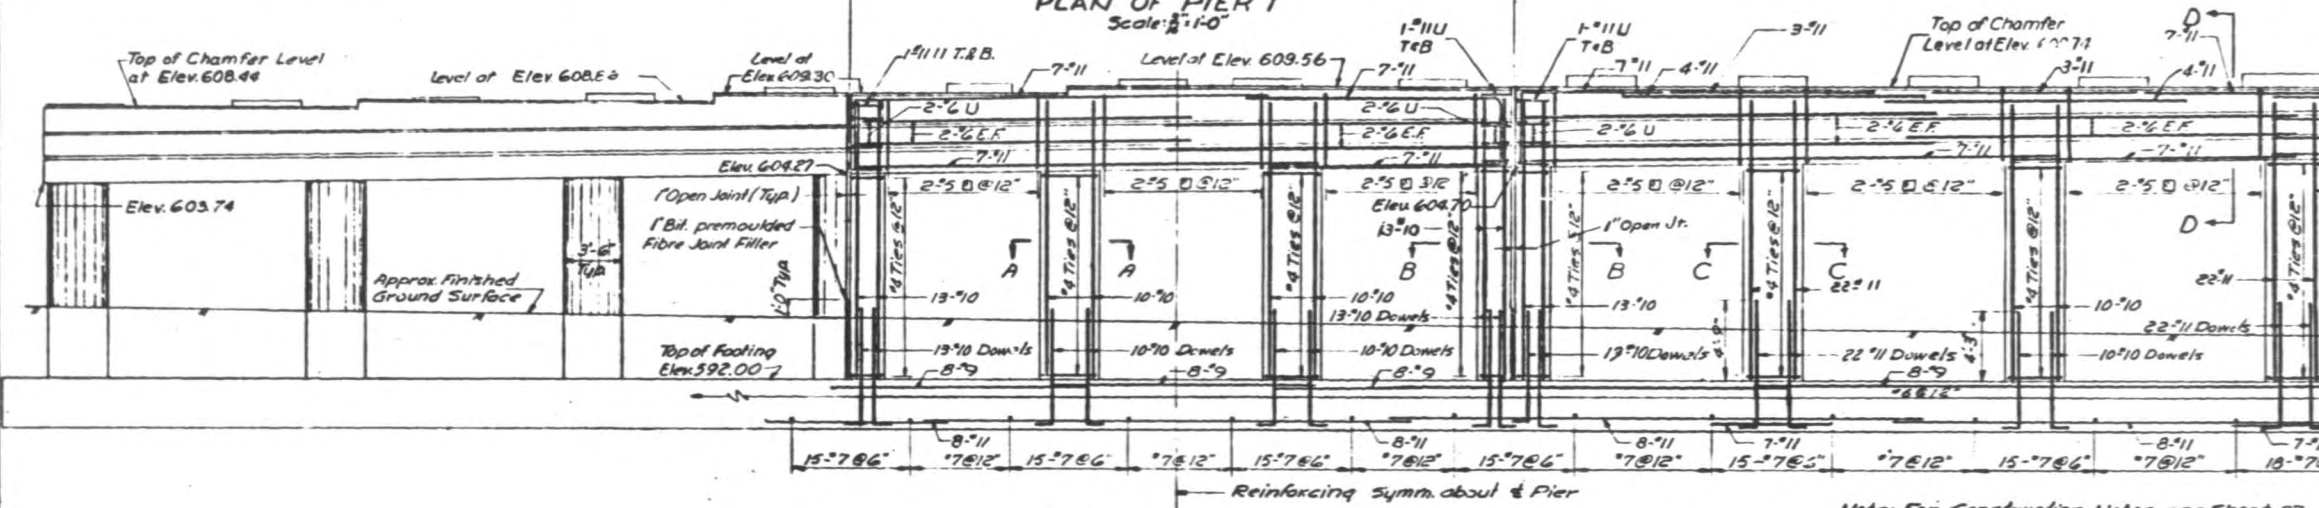 PLAN OF PIER 1
Top of Chamfer Level
at Elev. 608.44
Level at Elev. 608.
Level at
Elev. 609.30
1-#11 U T.&B.
7-#11
Level at Elev. 609.56
7-#11
1-#11U
T&B
1-#11U
T&B
7-#11
4-#11
3-#11
Top of Chamfer
Level at Elev.
3-#11
7-#11
4-#11
D
2-#6 U
2-#6 E.F.
2-#6 U
2-#6 E.F.
2-#6 U
2-#6 E.F.
2-#6 E.F.
Elev. 604.27
7-#11
7-#11
7-#11
7-#11
Elev. 603.74
1" Open Joint (Typ.)
1" Bit. premoulded
Fibre Joint Filler
2-#5 @12"
2-#5 @12"
2-#5 @12
2-#5 @12"
2-#5 @12"
2-#5 @12"
Elev. 604.70
13-#10
1" Open Jt.
D
#4 Ties @12"
#4 Ties @12"
#4 Ties @12"
#4 Ties @12"
#4 Ties @12"
#4 Ties @12"
#4 Ties @12"
#4 Ties @12"
3'-6"
Typ.
A
A
B
B
C
C
Approx. Finished
Ground Surface
1'-0" Typ.
13-#10
10-#10
10-#10
13-#10
22-#11
10-#10
22-#11
13-#10 Dowels
22-#11 Dowels
Top of Footing
Elev. 592.00
13-#10 Dowels
10-#10 Dowels
10-#10 Dowels
13-#10 Dowels
22-#11 Dowels
10-#10 Dowels
4'-9"
4'-3"
8-#9
8-#9
8-#9
8-#9
#6@12"
8-#11
8-#11
8-#11
7-#11
8-#11
15-#7@6"
#7@12"
15-#7@6"
#7@12"
15-#7@6"
#7@12"
15-#7@6"
#7@12"
#7@12"
15-#7@6"
#7@12"
Reinforcing Symm. about ℄ Pier